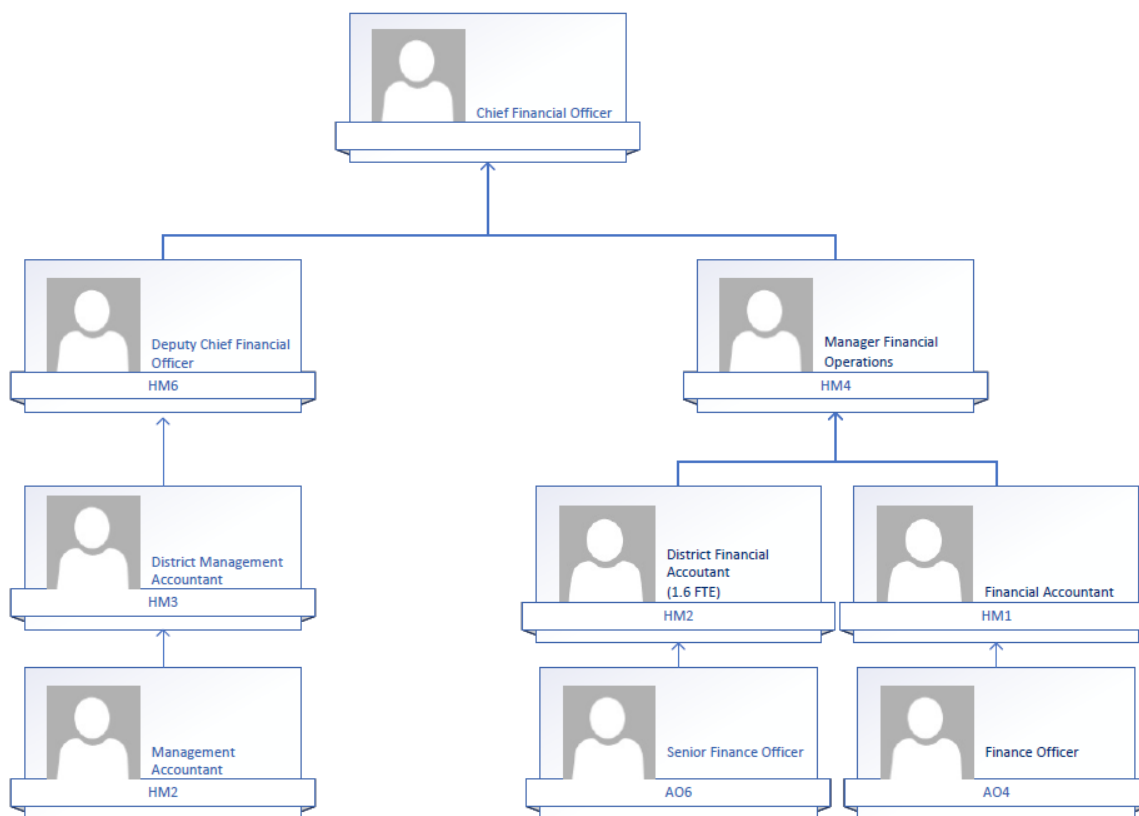 Chief Financial Officer
Deputy Chief Financial
Officer
HM6
Manager Financial
Operations
HM4
District Management
Accountant
HM3
District Financial
Accoutant
(1.6 FTE)
HM2
Financial Accountant
HM1
Management
Accountant
HM2
Senior Finance Officer
AO6
Finance Officer
AO4